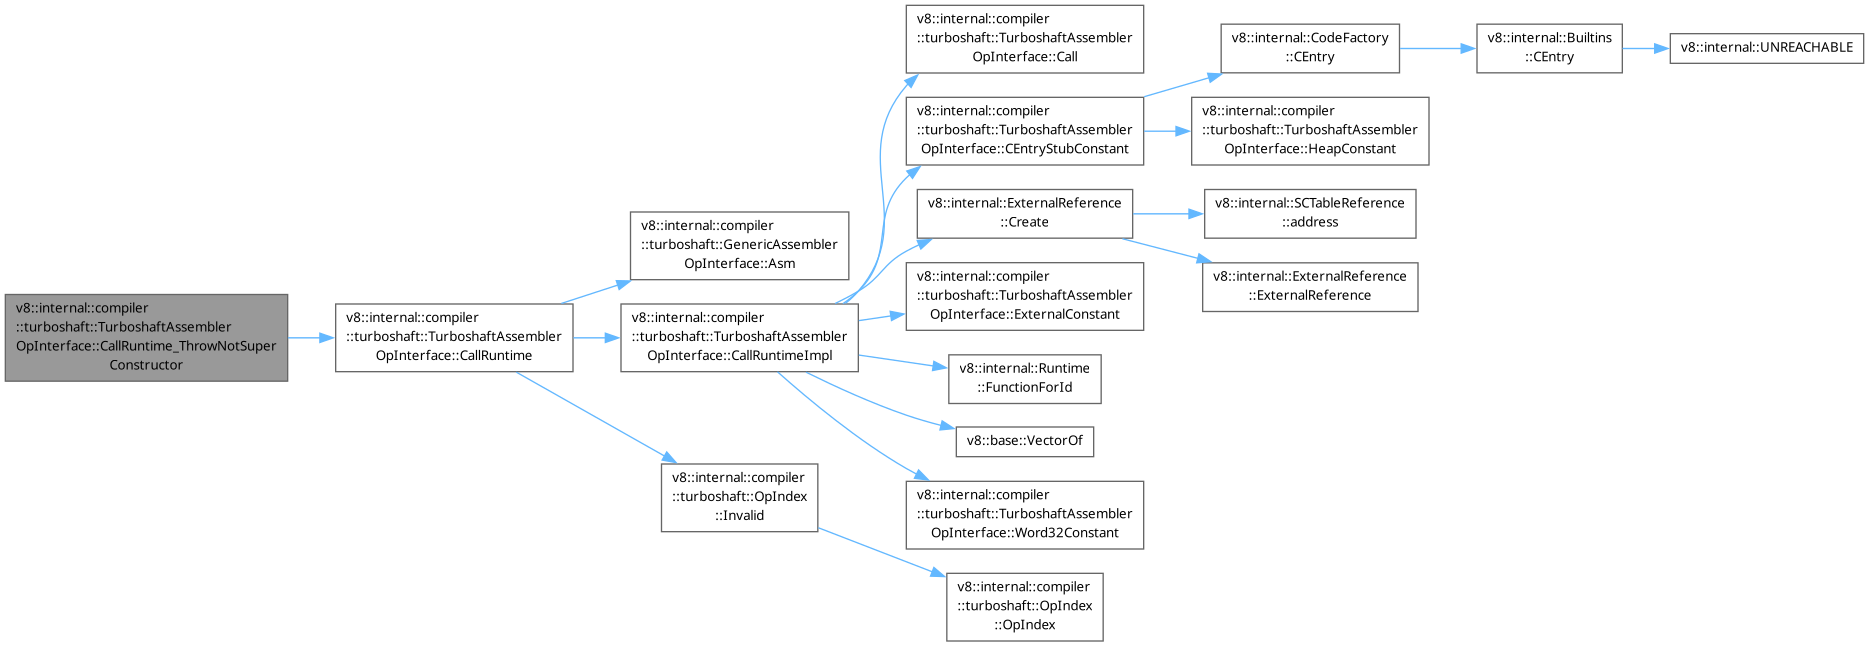 v8::internal::compiler
::turboshaft::TurboshaftAssembler
OpInterface::CallRuntime_ThrowNotSuper
Constructor
v8::internal::compiler
::turboshaft::TurboshaftAssembler
OpInterface::CallRuntime
v8::internal::compiler
::turboshaft::GenericAssembler
OpInterface::Asm
v8::internal::compiler
::turboshaft::TurboshaftAssembler
OpInterface::CallRuntimeImpl
v8::internal::compiler
::turboshaft::OpIndex
::Invalid
v8::internal::compiler
::turboshaft::TurboshaftAssembler
OpInterface::Call
v8::internal::compiler
::turboshaft::TurboshaftAssembler
OpInterface::CEntryStubConstant
v8::internal::ExternalReference
::Create
v8::internal::compiler
::turboshaft::TurboshaftAssembler
OpInterface::ExternalConstant
v8::internal::Runtime
::FunctionForId
v8::base::VectorOf
v8::internal::compiler
::turboshaft::TurboshaftAssembler
OpInterface::Word32Constant
v8::internal::compiler
::turboshaft::OpIndex
::OpIndex
v8::internal::CodeFactory
::CEntry
v8::internal::compiler
::turboshaft::TurboshaftAssembler
OpInterface::HeapConstant
v8::internal::SCTableReference
::address
v8::internal::ExternalReference
::ExternalReference
v8::internal::Builtins
::CEntry
v8::internal::UNREACHABLE